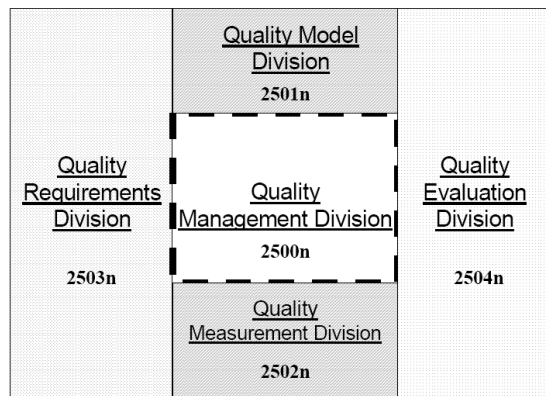 Quality Model
Division
2501n
Quality
Requirements
Division
2503n
Quality
Management Division
2500n
Quality
Evaluation
Division
2504n
Quality
Measurement Division
2502n